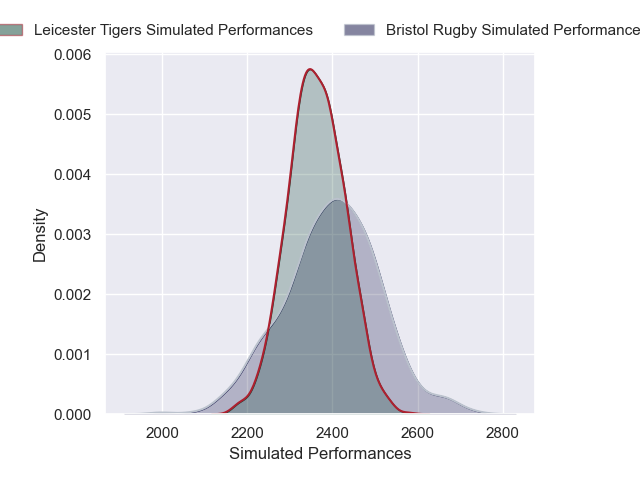 Leicester Tigers Simulated Performances Bristol Rugby Simulated Performance
0.006
0.005
0.004
0.003
0.002
0.001
0.000
Density
2000 2200 2400 2600 2800
Simulated Performances